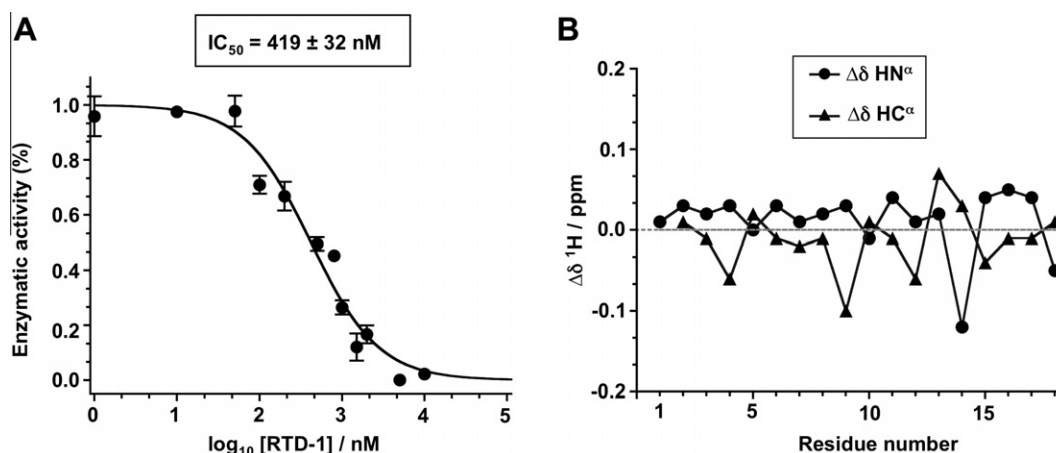 A
IC50 = 419 ± 32 nM
Enzymatic activity (%)
1.0
0.8
0.6
0.4
0.2
0.0
0 1 2 3 4 5
log10 [RTD-1] / nM
B
Δδ HNα
Δδ HCα
Δδ 1H / ppm
0.2
0.1
0.0
-0.1
-0.2
1 5 10 15
Residue number